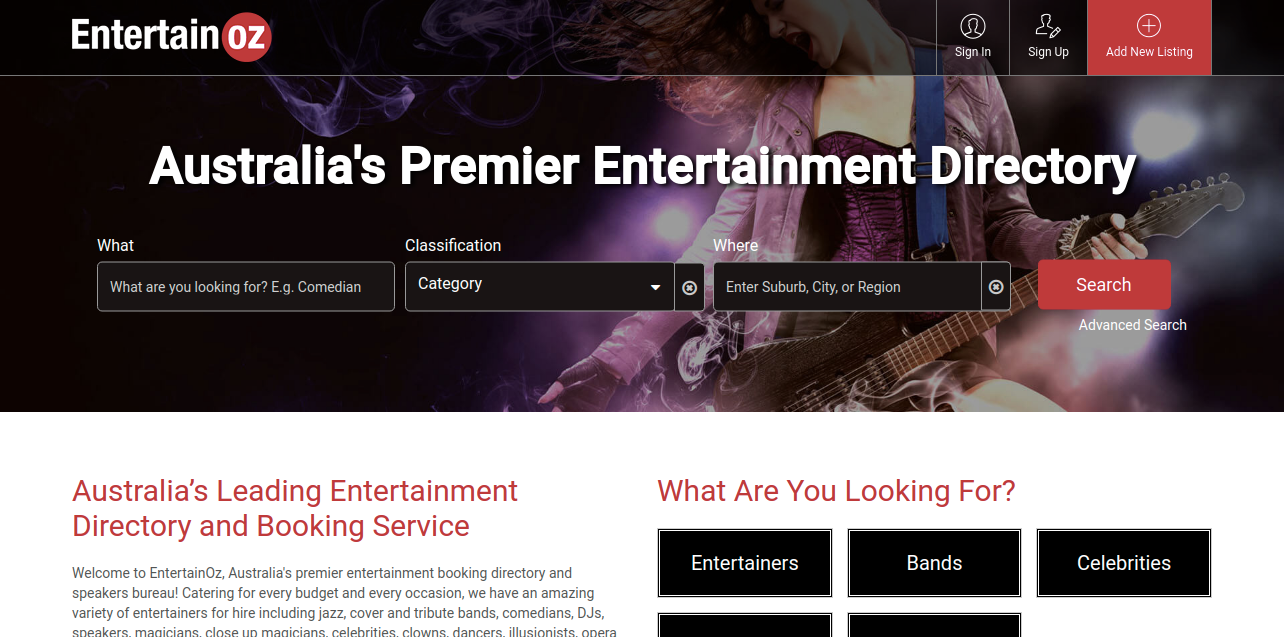 Entertain oz
Sign In
Sign Up
Add New Listing
Australia's Premier Entertainment Directory
What
Classification
Where
What are you looking for? E.g. Comedian
Category
Enter Suburb, City, or Region
Search
Advanced Search
Australia’s Leading Entertainment
Directory and Booking Service
Welcome to EntertainOz, Australia's premier entertainment booking directory and
speakers bureau! Catering for every budget and every occasion, we have an amazing
variety of entertainers for hire including jazz, cover and tribute bands, comedians, DJs,
speakers, magicians, close up magicians, celebrities, clowns, dancers, illusionists, opera
What Are You Looking For?
Entertainers
Bands
Celebrities